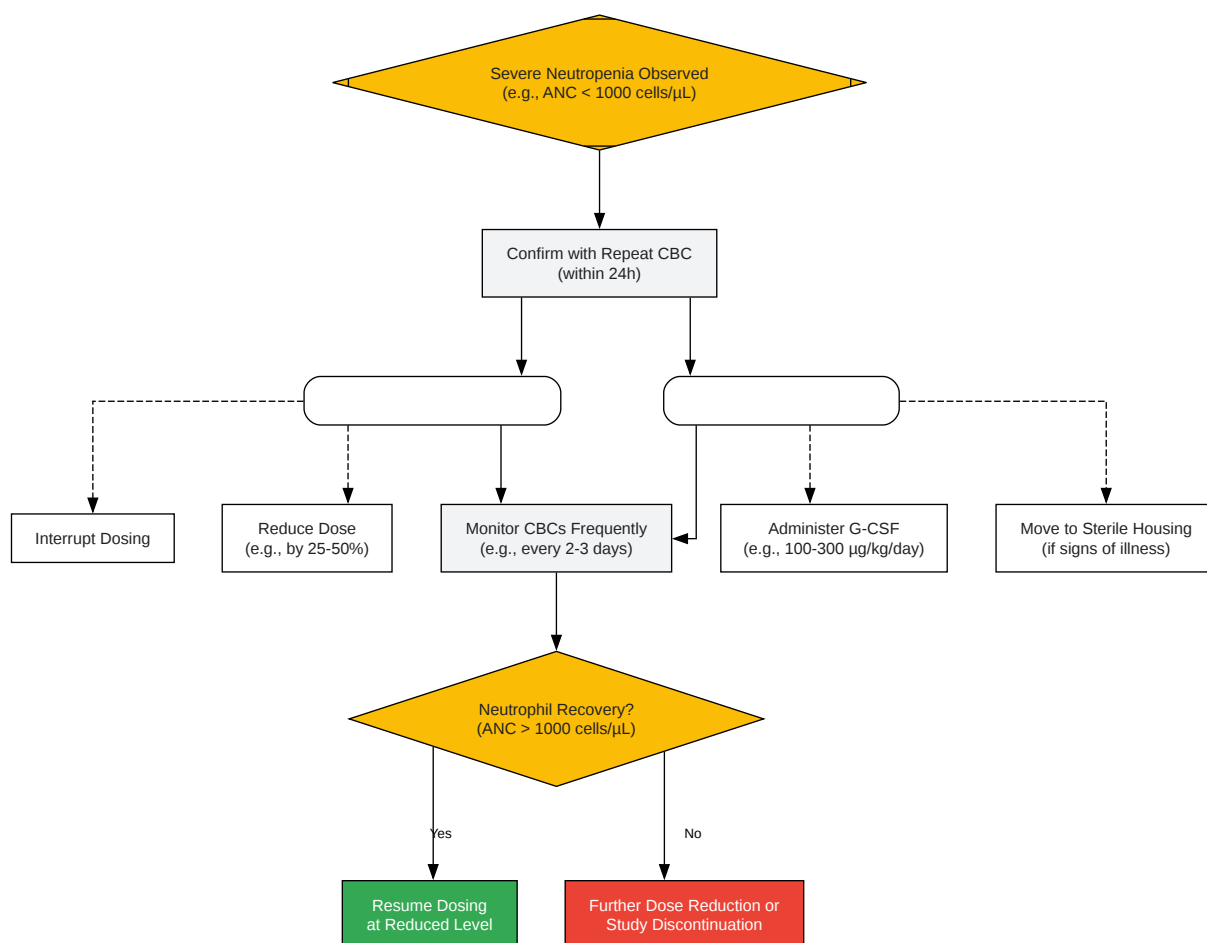 Severe Neutropenia Observed
(e.g., ANC < 1000 cells/µL)
Confirm with Repeat CBC
(within 24h)
Interrupt Dosing
Reduce Dose
(e.g., by 25-50%)
Monitor CBCs Frequently
(e.g., every 2-3 days)
Administer G-CSF
(e.g., 100-300 µg/kg/day)
Move to Sterile Housing
(if signs of illness)
Neutrophil Recovery?
(ANC > 1000 cells/µL)
Yes
No
Resume Dosing
at Reduced Level
Further Dose Reduction or
Study Discontinuation